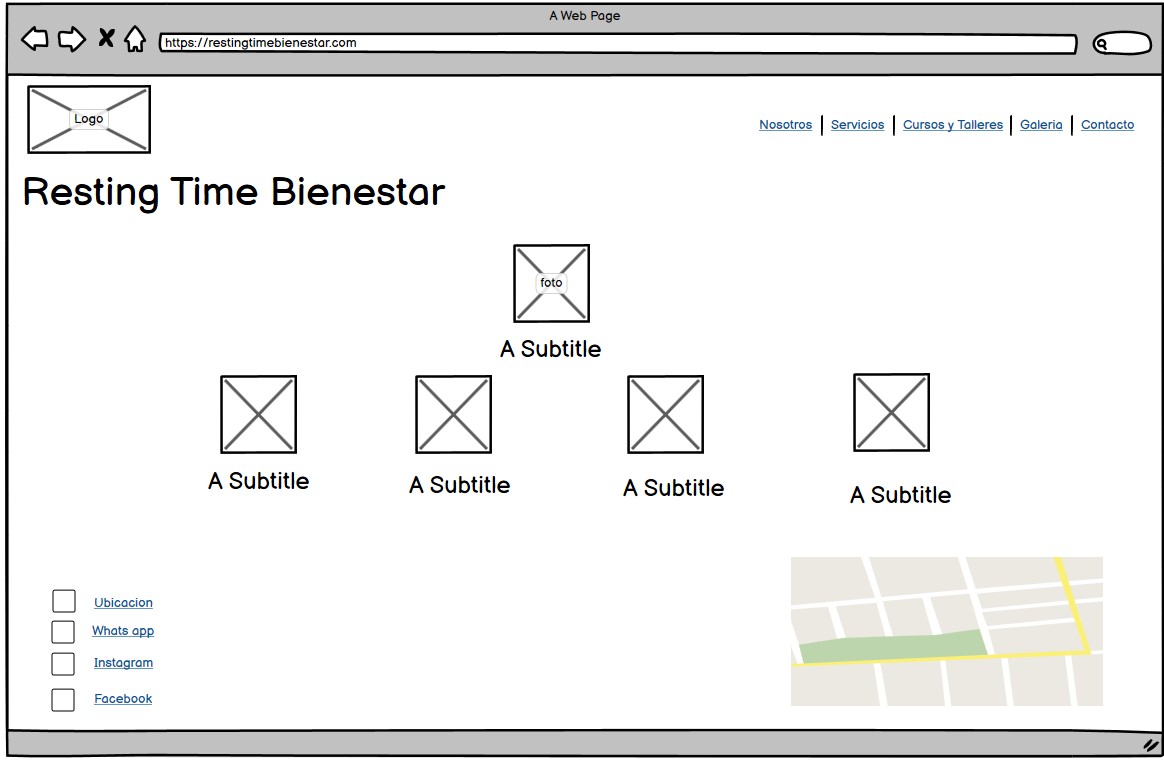 A Web Page
https://restingtimebienestar.com
Logo
Nosotros | Servicios | Cursos y Talleres | Galeria | Contacto
Resting Time Bienestar
foto
A Subtitle
A Subtitle A Subtitle A Subtitle A Subtitle
Ubicacion
Whats app
Instagram
Facebook